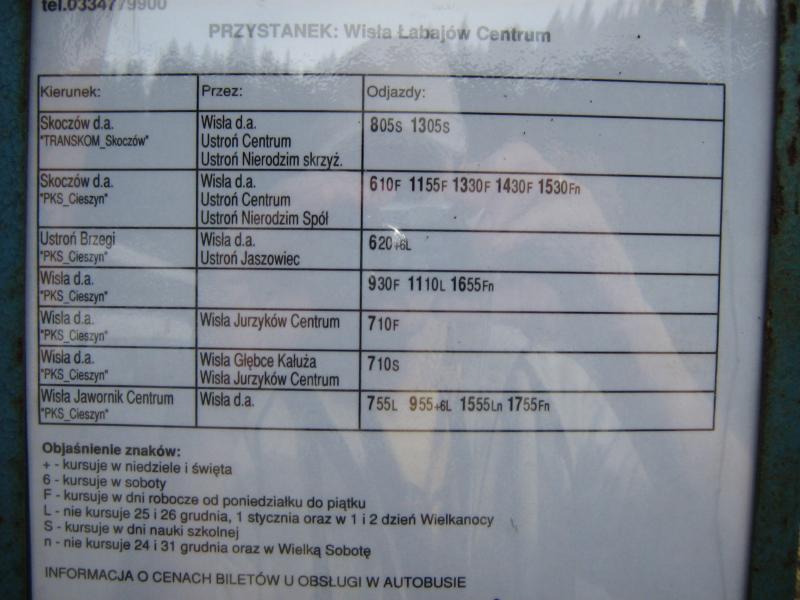 tel.0334779900
PRZYSTANEK: Wisła Łabajów Centrum
Kierunek: Przez: Odjazdy:
Skoczów d.a. Wisła d.a. 805S 1305S
"TRANSKOM_Skoczów" Ustroń Centrum
Ustroń Nierodzim skrzyż.
Skoczów d.a. Wisła d.a. 610F 1155F 1330F 1430F 1530Fn
"PKS_Cieszyn" Ustroń Centrum
Ustroń Nierodzim Spół
Ustroń Brzegi Wisła d.a. 620+6L
"PKS_Cieszyn" Ustroń Jaszowiec
Wisła d.a. 930F 1110L 1655Fn
"PKS_Cieszyn"
Wisła d.a. Wisła Jurzyków Centrum 710F
"PKS_Cieszyn"
Wisła d.a. Wisła Głębce Kałuża 710S
"PKS_Cieszyn" Wisła Jurzyków Centrum
Wisła Jawornik Centrum Wisła d.a. 755L 955+6L 1555Ln 1755Fn
"PKS_Cieszyn"
Objaśnienie znaków:
+ - kursuje w niedziele i święta
6 - kursuje w soboty
F - kursuje w dni robocze od poniedziałku do piątku
L - nie kursuje 25 i 26 grudnia, 1 stycznia oraz w 1 i 2 dzień Wielkanocy
S - kursuje w dni nauki szkolnej
n - nie kursuje 24 i 31 grudnia oraz w Wielką Sobotę
INFORMACJA O CENACH BILETÓW U OBSŁUGI W AUTOBUSIE